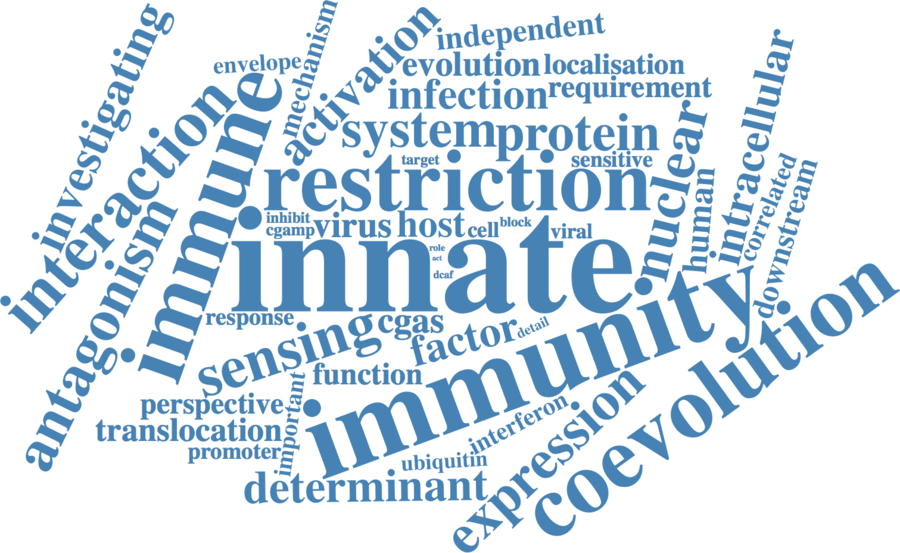 investigating
envelope
mechanism
activation
independent
evolution
localisation
infection
requirement
intracellular
interaction
immune
system
protein
nuclear
target
sensitive
restriction
human
correlated
downstream
antagonism
inhibit
cgamp
virus
host
cell
block
viral
role
act
dcaf
innate
response
sensing
cgas
factor
detail
immunity
coevolution
function
perspective
important
translocation
promoter
interferon
expression
ubiquitin
determinant